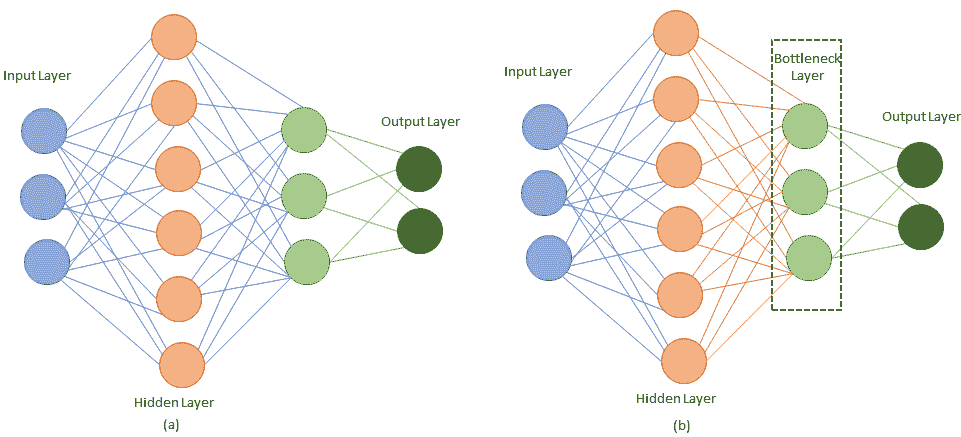 Input Layer
Output Layer
Hidden Layer
(a)
Input Layer
Bottleneck
Layer
Output Layer
Hidden Layer
(b)